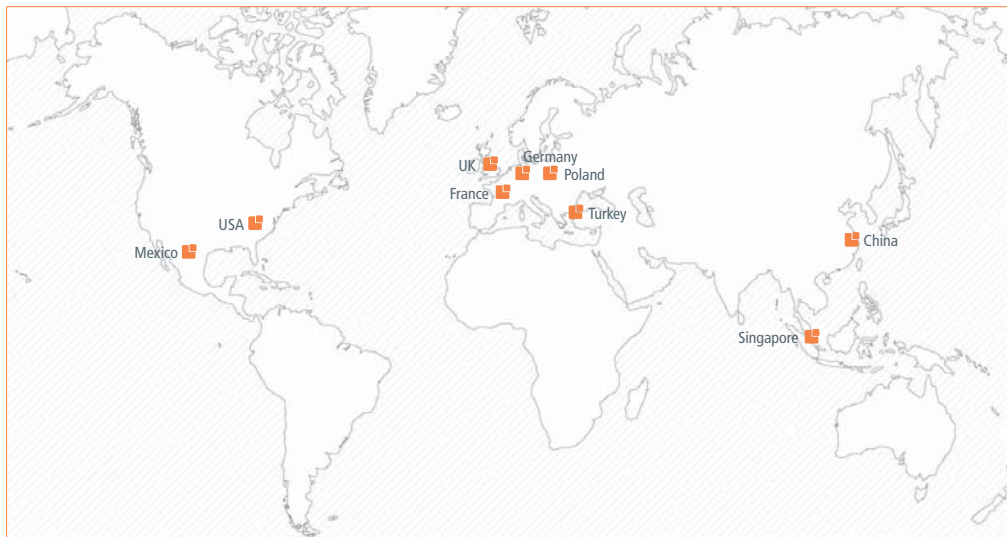 Germany
UK
Poland
France
Turkey
USA
Mexico
China
Singapore